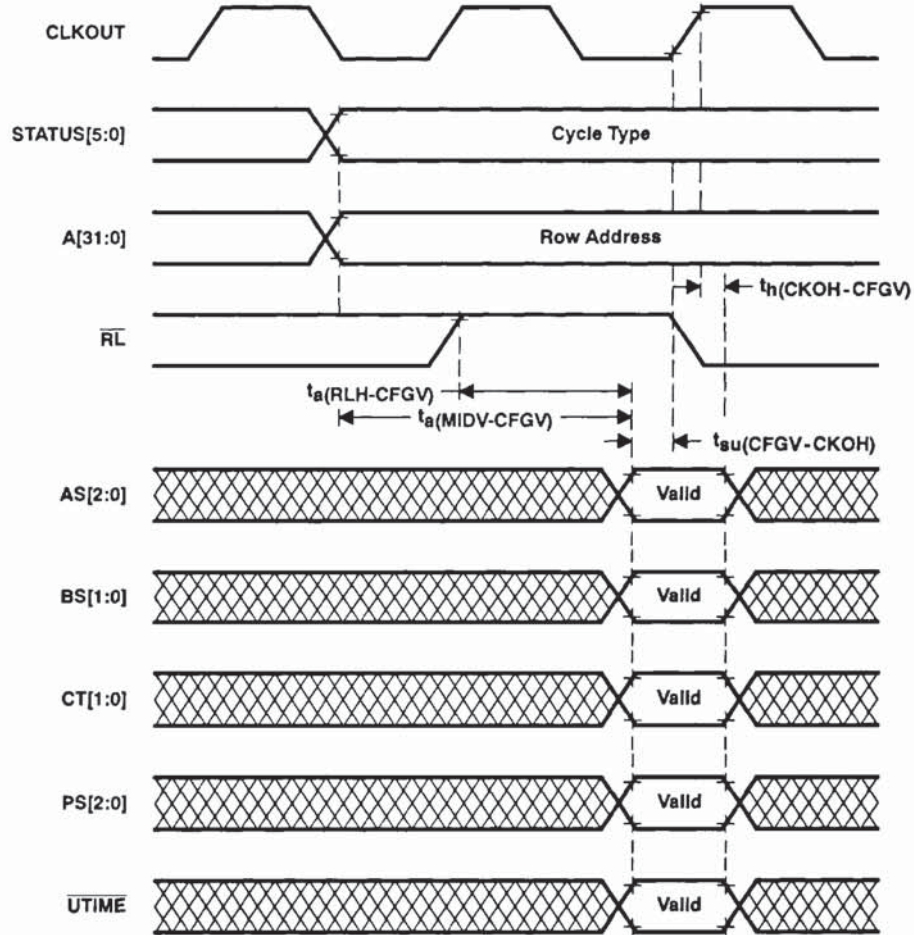 CLKOUT
STATUS[5:0]
Cycle Type
A[31:0]
Row Address
th(CKOH-CFGV)
RL
ta(RLH-CFGV)
ta(MIDV-CFGV)
tsu(CFGV-CKOH)
AS[2:0]
Valid
BS[1:0]
Valid
CT[1:0]
Valid
PS[2:0]
Valid
UTIME
Valid